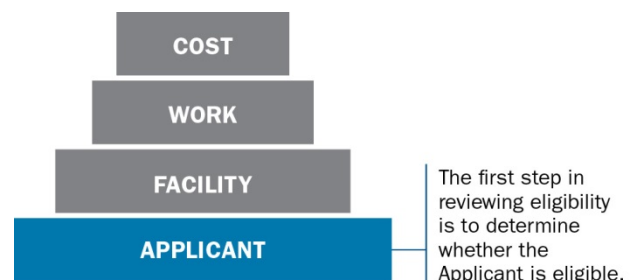 COST
WORK
FACILITY
APPLICANT
The first step in
reviewing eligibility
is to determine
whether the
Applicant is eligible.